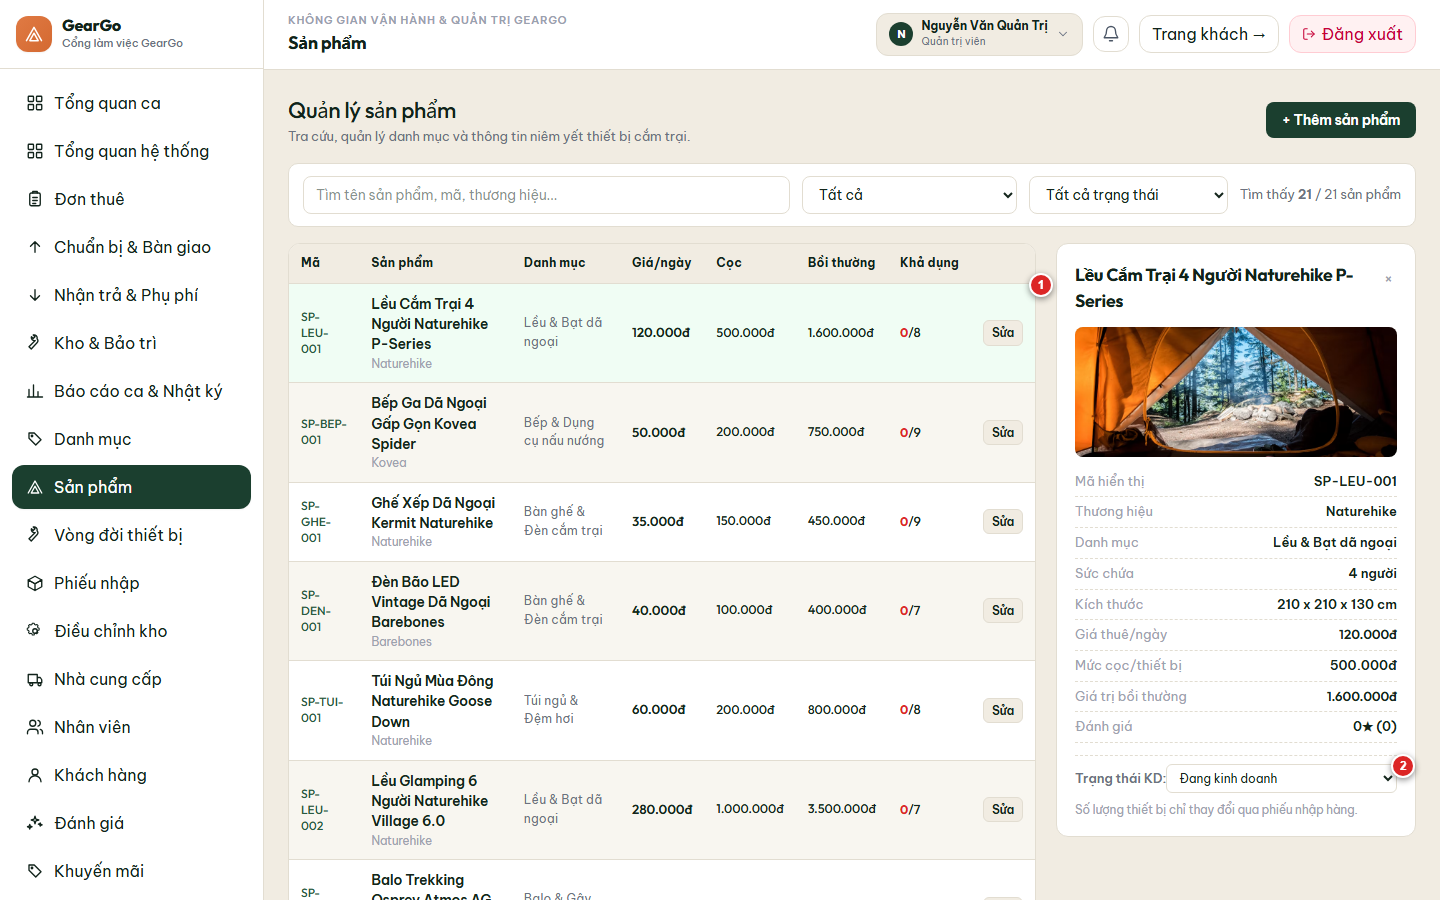 GearGo
Cổng làm việc GearGo
Tổng quan ca
Tổng quan hệ thống
Đơn thuê
Chuẩn bị & Bàn giao
Nhận trả & Phụ phí
Kho & Bảo trì
Báo cáo ca & Nhật ký
Danh mục
Sản phẩm
Vòng đời thiết bị
Phiếu nhập
Điều chỉnh kho
Nhà cung cấp
Nhân viên
Khách hàng
Đánh giá
Khuyến mãi
KHÔNG GIAN VẬN HÀNH & QUẢN TRỊ GEARGO
Sản phẩm
N
Nguyễn Văn Quản Trị
Quản trị viên
Trang khách →
Đăng xuất
Quản lý sản phẩm
Tra cứu, quản lý danh mục và thông tin niêm yết thiết bị cắm trại.
+ Thêm sản phẩm
Tìm tên sản phẩm, mã, thương hiệu...
Tất cả
Tất cả trạng thái
Tìm thấy 21 / 21 sản phẩm
Mã Sản phẩm Danh mục Giá/ngày Cọc Bồi thường Khả dụng
SP-
LEU-
001
Lều Cắm Trại 4
Người Naturehike
P-Series
Naturehike
Lều & Bạt dã
ngoại
120.000đ 500.000đ 1.600.000đ 0/8 Sửa
SP-BEP-
001
Bếp Ga Dã Ngoại
Gấp Gọn Kovea
Spider
Kovea
Bếp & Dụng
cụ nấu nướng
50.000đ 200.000đ 750.000đ 0/9 Sửa
SP-
GHE-
001
Ghế Xếp Dã Ngoại
Kermit Naturehike
Naturehike
Bàn ghế &
Đèn cắm trại
35.000đ 150.000đ 450.000đ 0/9 Sửa
SP-
DEN-
001
Đèn Bão LED
Vintage Dã Ngoại
Barebones
Barebones
Bàn ghế &
Đèn cắm trại
40.000đ 100.000đ 400.000đ 0/7 Sửa
SP-TUI-
001
Túi Ngủ Mùa Đông
Naturehike Goose
Down
Naturehike
Túi ngủ &
Đệm hơi
60.000đ 200.000đ 800.000đ 0/8 Sửa
SP-
LEU-
002
Lều Glamping 6
Người Naturehike
Village 6.0
Naturehike
Lều & Bạt dã
ngoại
280.000đ 1.000.000đ 3.500.000đ 0/7 Sửa
SP-
Balo Trekking
Osprey Atmos AG
Balo & Gậy
1
Lều Cắm Trại 4 Người Naturehike P-
Series
×
Mã hiển thị SP-LEU-001
Thương hiệu Naturehike
Danh mục Lều & Bạt dã ngoại
Sức chứa 4 người
Kích thước 210 x 210 x 130 cm
Giá thuê/ngày 120.000đ
Mức cọc/thiết bị 500.000đ
Giá trị bồi thường 1.600.000đ
Đánh giá 0★ (0)
2
Trạng thái KD: Đang kinh doanh
Số lượng thiết bị chỉ thay đổi qua phiếu nhập hàng.